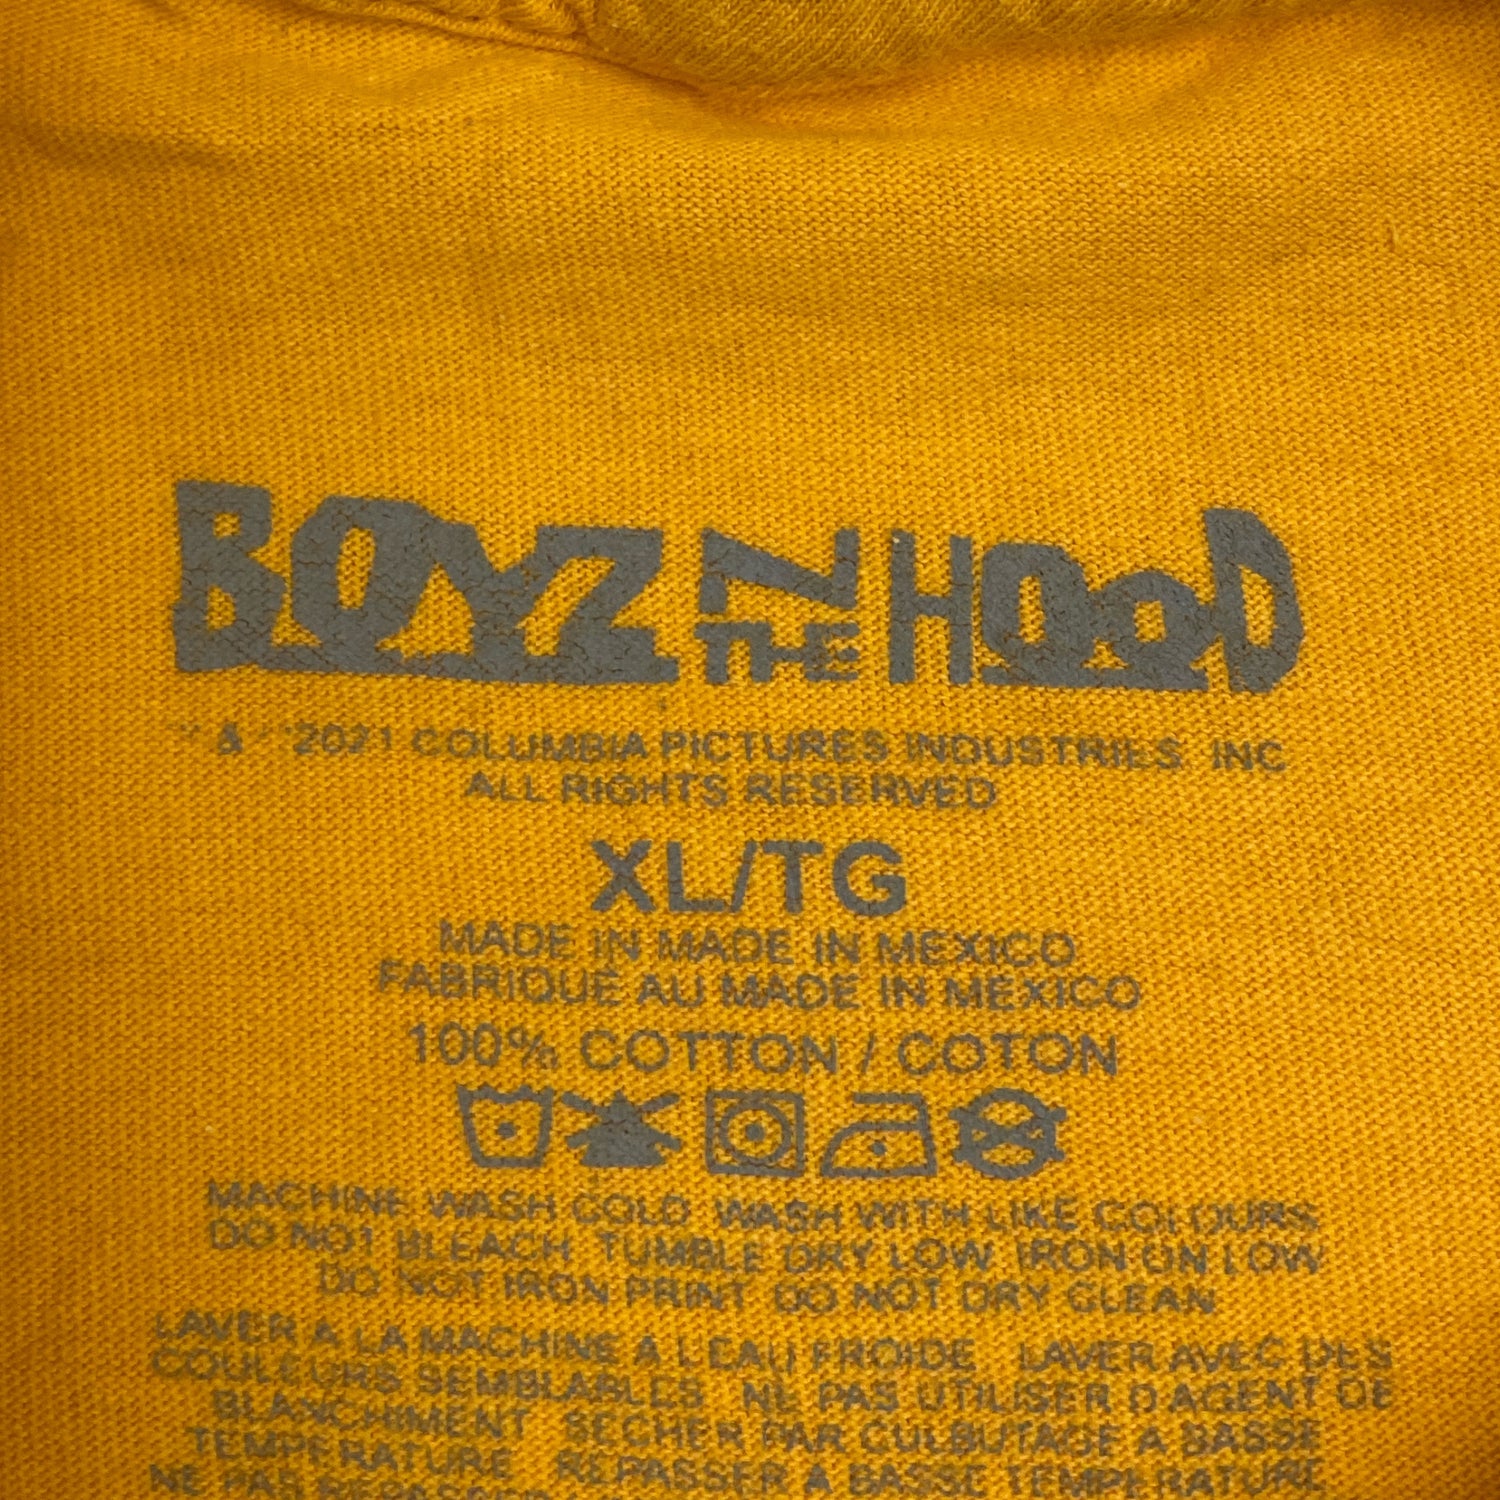 BOYZ N THE HOOD
& 2021 COLUMBIA PICTURES INDUSTRIES, INC
ALL RIGHTS RESERVED
XL/TG
MADE IN MADE IN MEXICO
FABRIQUE AU MADE IN MEXICO
100% COTTON / COTON
MACHINE WASH COLD WASH WITH LIKE COLOURS
DO NOT BLEACH TUMBLE DRY LOW IRON ON LOW
DO NOT IRON PRINT DO NOT DRY CLEAN
LAVER A LA MACHINE A L'EAU FROIDE LAVER AVEC DES
COULEURS SEMBLABLES NE PAS UTILISER D'AGENT DE
BLANCHIMENT SECHER PAR CULBUTAGE A BASSE
TEMPERATURE REPASSER A BASSE TEMPERATURE
NE PAS REPASSER